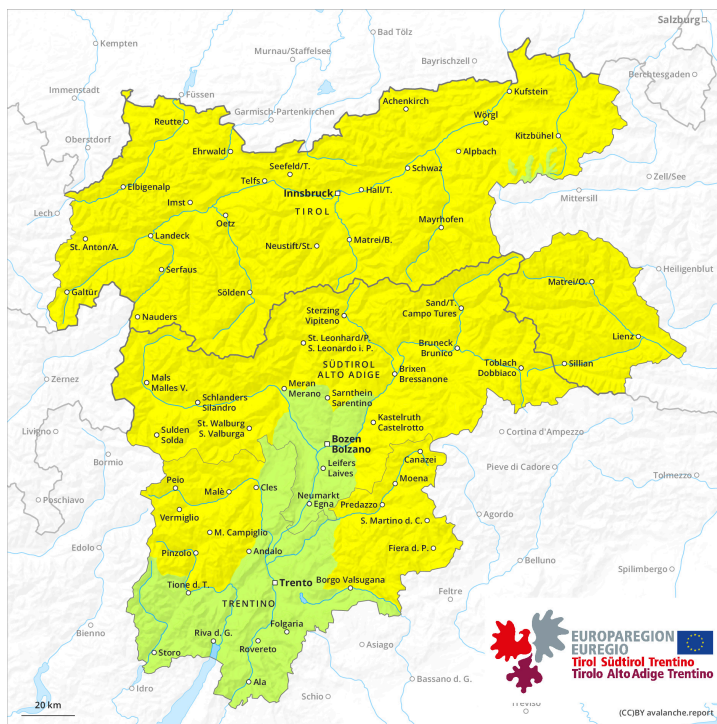 Salzburg
Kempten
Bad Tölz
Murnau/Staffelsee
Bayrischzell
Berchtesgaden
Immenstadt
Füssen
Garmisch-Partenkirchen
Achenkirch
Kufstein
Reutte
Wörgl
Oberstdorf
Kitzbühel
Ehrwald
Alpbach
Seefeld/T.
Schwaz
Zell/See
Telfs
Elbigenalp
Innsbruck
Hall/T.
Mittersill
Imst
TIROL
Lech
Oetz
Mayrhofen
Landeck
St. Anton/A.
Neustift/St.
Matrei/B.
Serfaus
Heiligenblut
Galtür
Sölden
Matrei/O.
Nauders
Sand/T.
Campo Tures
Sterzing
Vipiteno
Lienz
St. Leonhard/P.
S. Leonardo i. P.
Bruneck
Brunico
Toblach
Dobbiaco
Sillian
SÜDTIROL
ALTO ADIGE
Brixen
Bressanone
Mals
Malles V.
Zernez
Meran
Merano
Sarnthein
Sarentino
Schlanders
Silandro
St. Walburg
S. Valburga
Kastelruth
Castelrotto
Sulden
Solda
Livigno
Cortina d'Ampezzo
Bozen
Bolzano
Bormio
Canazei
Pieve di Cadore
Leifers
Laives
Tolmezzo
Peio
Malè
Cles
Moena
Poschiavo
Neumarkt
Egna
Predazzo
Vermiglio
Agordo
S. Martino d. C.
M. Campiglio
Edolo
Pinzolo
Andalo
Fiera d. P.
Belluno
Spilimbergo
Tione d. T.
Trento
Borgo Valsugana
Feltre
TRENTINO
Folgaria
Bienno
Riva d. G.
Rovereto
Storo
Asiago
Ala
Bassano d. G.
Idro
Schio
Treviso
EUROPAREGION
EUREGIO
Tirol Südtirol Trentino
Tirolo Alto Adige Trentino
20 km
(CC)BY avalanche.report